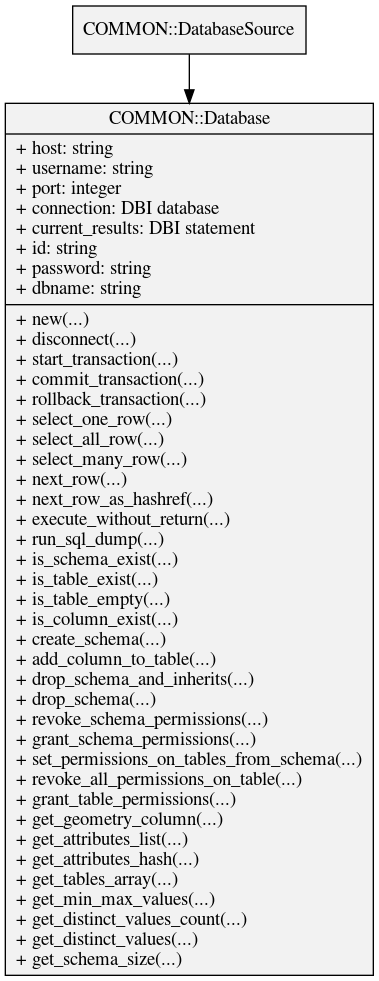 COMMON::DatabaseSource
COMMON::Database
+ host: string
+ username: string
+ port: integer
+ connection: DBI database
+ current_results: DBI statement
+ id: string
+ password: string
+ dbname: string
+ new(...)
+ disconnect(...)
+ start_transaction(...)
+ commit_transaction(...)
+ rollback_transaction(...)
+ select_one_row(...)
+ select_all_row(...)
+ select_many_row(...)
+ next_row(...)
+ next_row_as_hashref(...)
+ execute_without_return(...)
+ run_sql_dump(...)
+ is_schema_exist(...)
+ is_table_exist(...)
+ is_table_empty(...)
+ is_column_exist(...)
+ create_schema(...)
+ add_column_to_table(...)
+ drop_schema_and_inherits(...)
+ drop_schema(...)
+ revoke_schema_permissions(...)
+ grant_schema_permissions(...)
+ set_permissions_on_tables_from_schema(...)
+ revoke_all_permissions_on_table(...)
+ grant_table_permissions(...)
+ get_geometry_column(...)
+ get_attributes_list(...)
+ get_attributes_hash(...)
+ get_tables_array(...)
+ get_min_max_values(...)
+ get_distinct_values_count(...)
+ get_distinct_values(...)
+ get_schema_size(...)